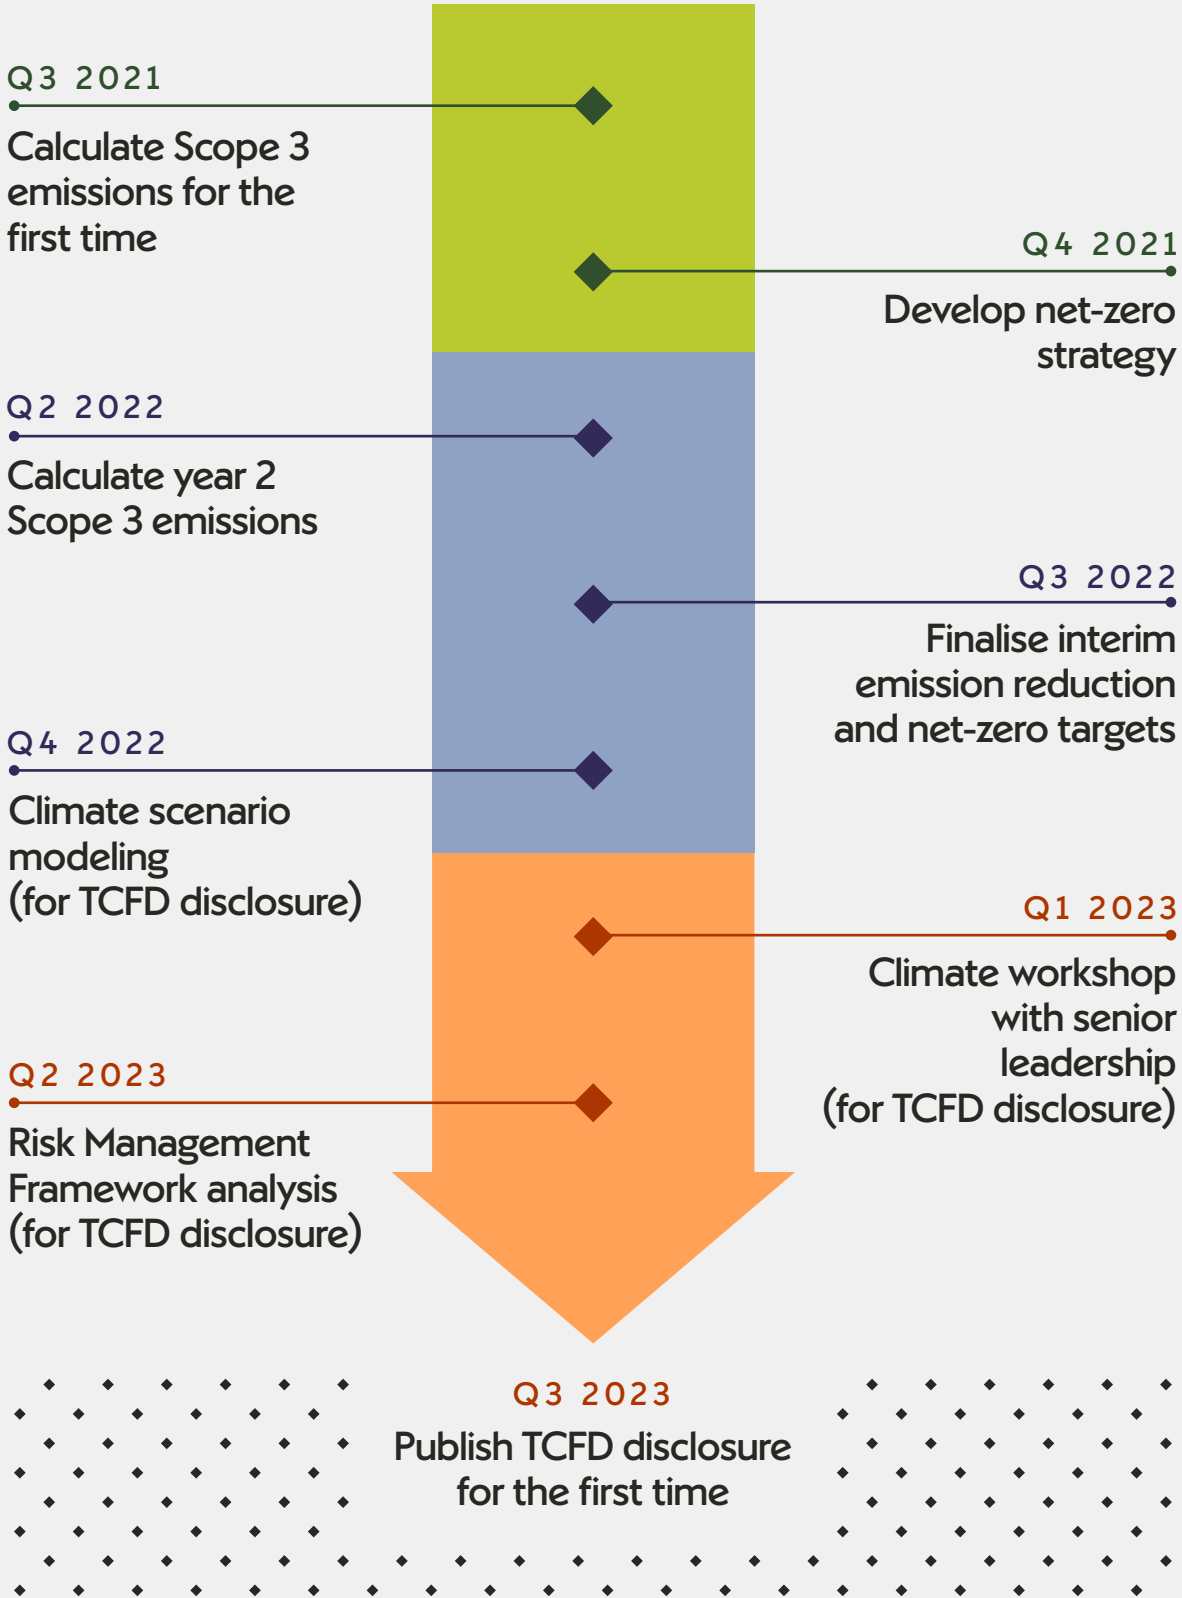 Q3 2021
Calculate Scope 3
emissions for the
first time
Q4 2021
Develop net-zero
strategy
Q2 2022
Calculate year 2
Scope 3 emissions
Q3 2022
Finalise interim
emission reduction
and net-zero targets
Q4 2022
Climate scenario
modeling
(for TCFD disclosure)
Q1 2023
Climate workshop
with senior
leadership
(for TCFD disclosure)
Q2 2023
Risk Management
Framework analysis
(for TCFD disclosure)
Q3 2023
Publish TCFD disclosure
for the first time